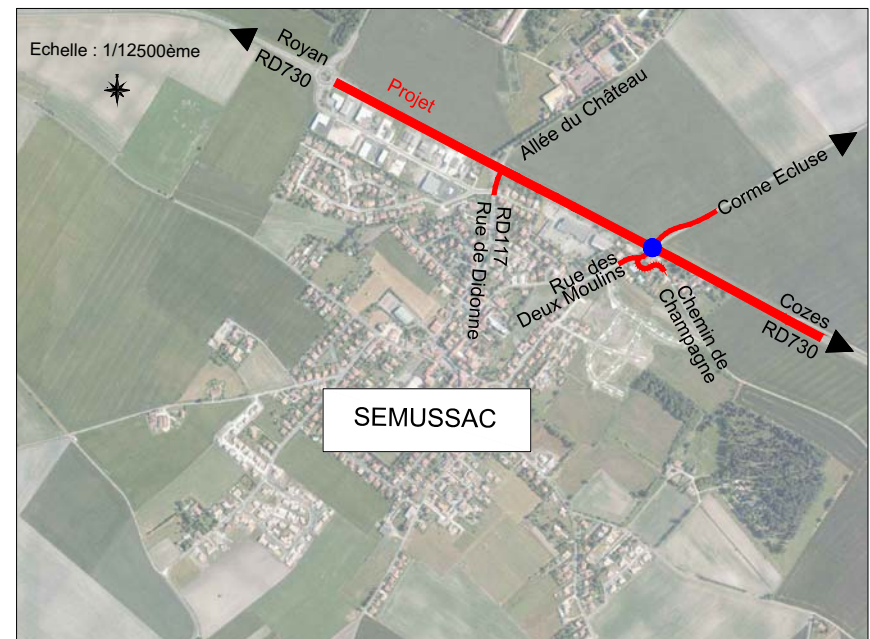 Echelle : 1/12500ème
Royan
RD730
Projet
Allée du Château
Corme Ecluse
RD117
Rue de Didonne
Rue des
Deux Moulins
Chemin de
Champagne
Cozes
RD730
SEMUSSAC